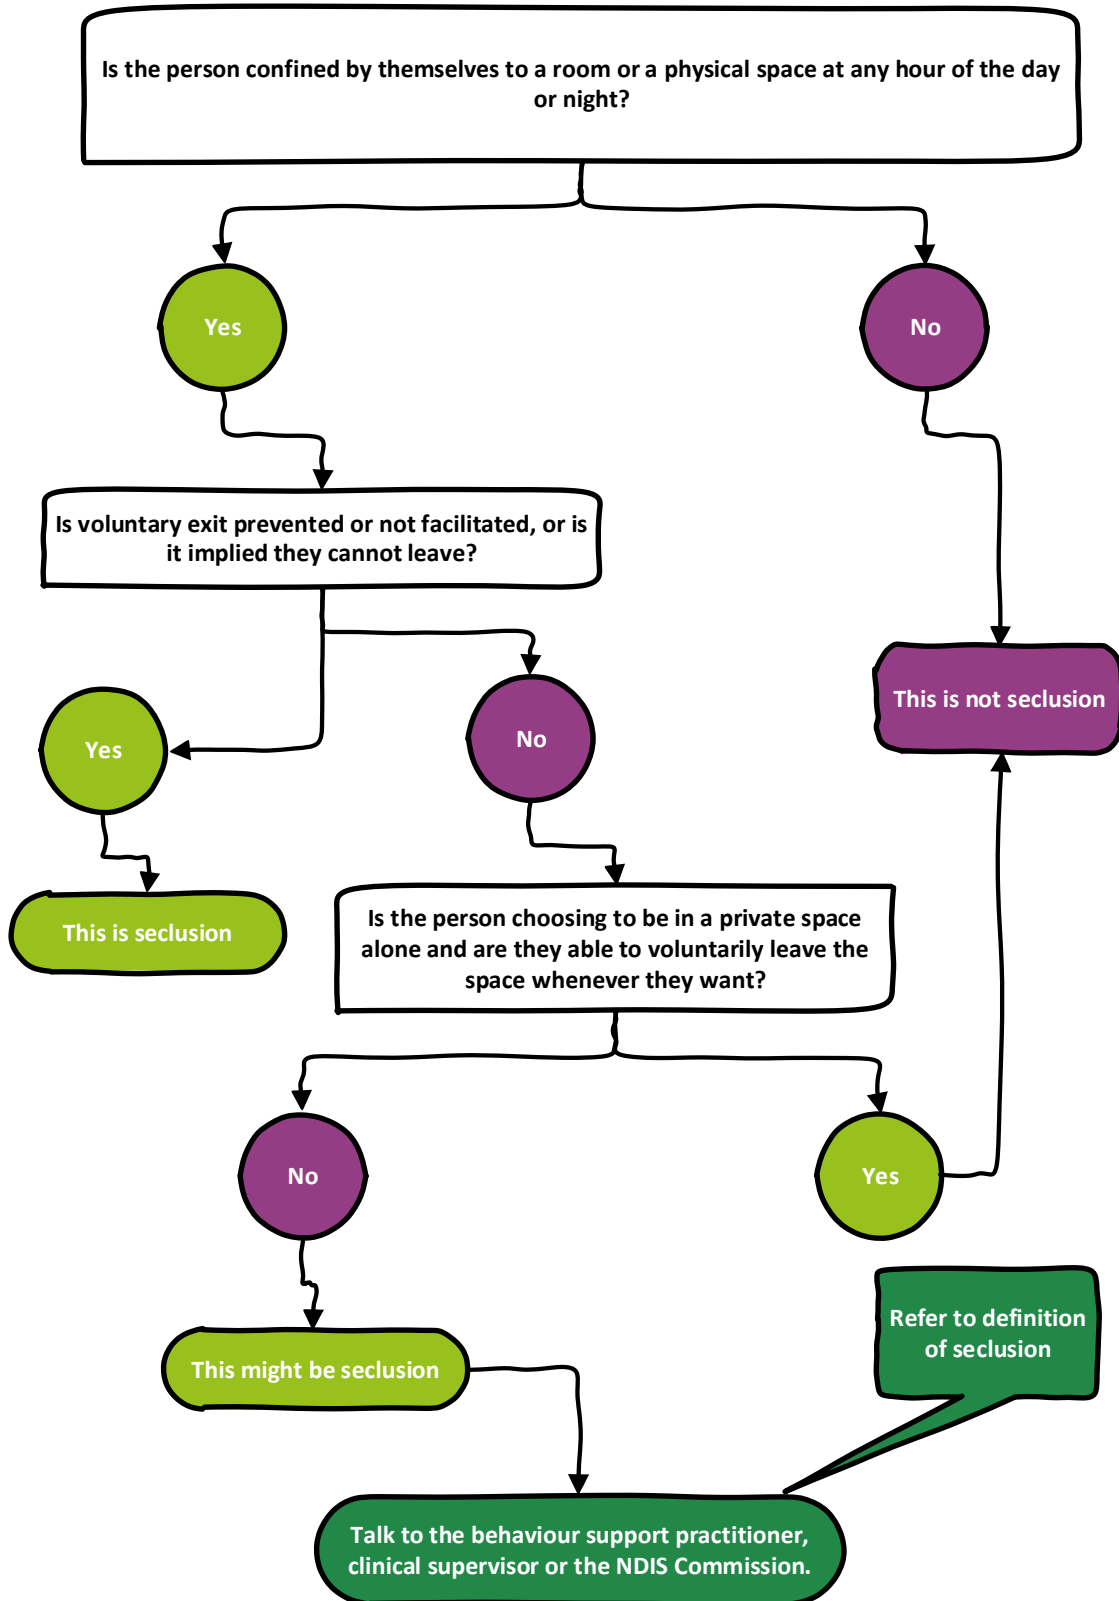 Is the person confined by themselves to a room or a physical space at any hour of the day
or night?
Yes
No
Is voluntary exit prevented or not facilitated, or is
it implied they cannot leave?
This is not seclusion
Yes
No
This is seclusion
Is the person choosing to be in a private space
alone and are they able to voluntarily leave the
space whenever they want?
No
Yes
Refer to definition
of seclusion
This might be seclusion
Talk to the behaviour support practitioner,
clinical supervisor or the NDIS Commission.